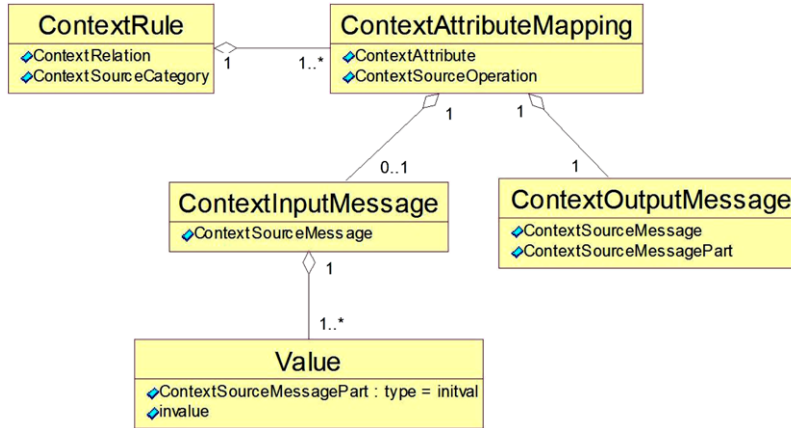 ContextRule
ContextRelation
ContextSourceCategory
1
1..*
ContextAttributeMapping
ContextAttribute
ContextSourceOperation
1
1
0..1
1
ContextInputMessage
ContextSourceMessage
ContextOutputMessage
ContextSourceMessage
ContextSourceMessagePart
1
1..*
Value
ContextSourceMessagePart : type = initval
invalue